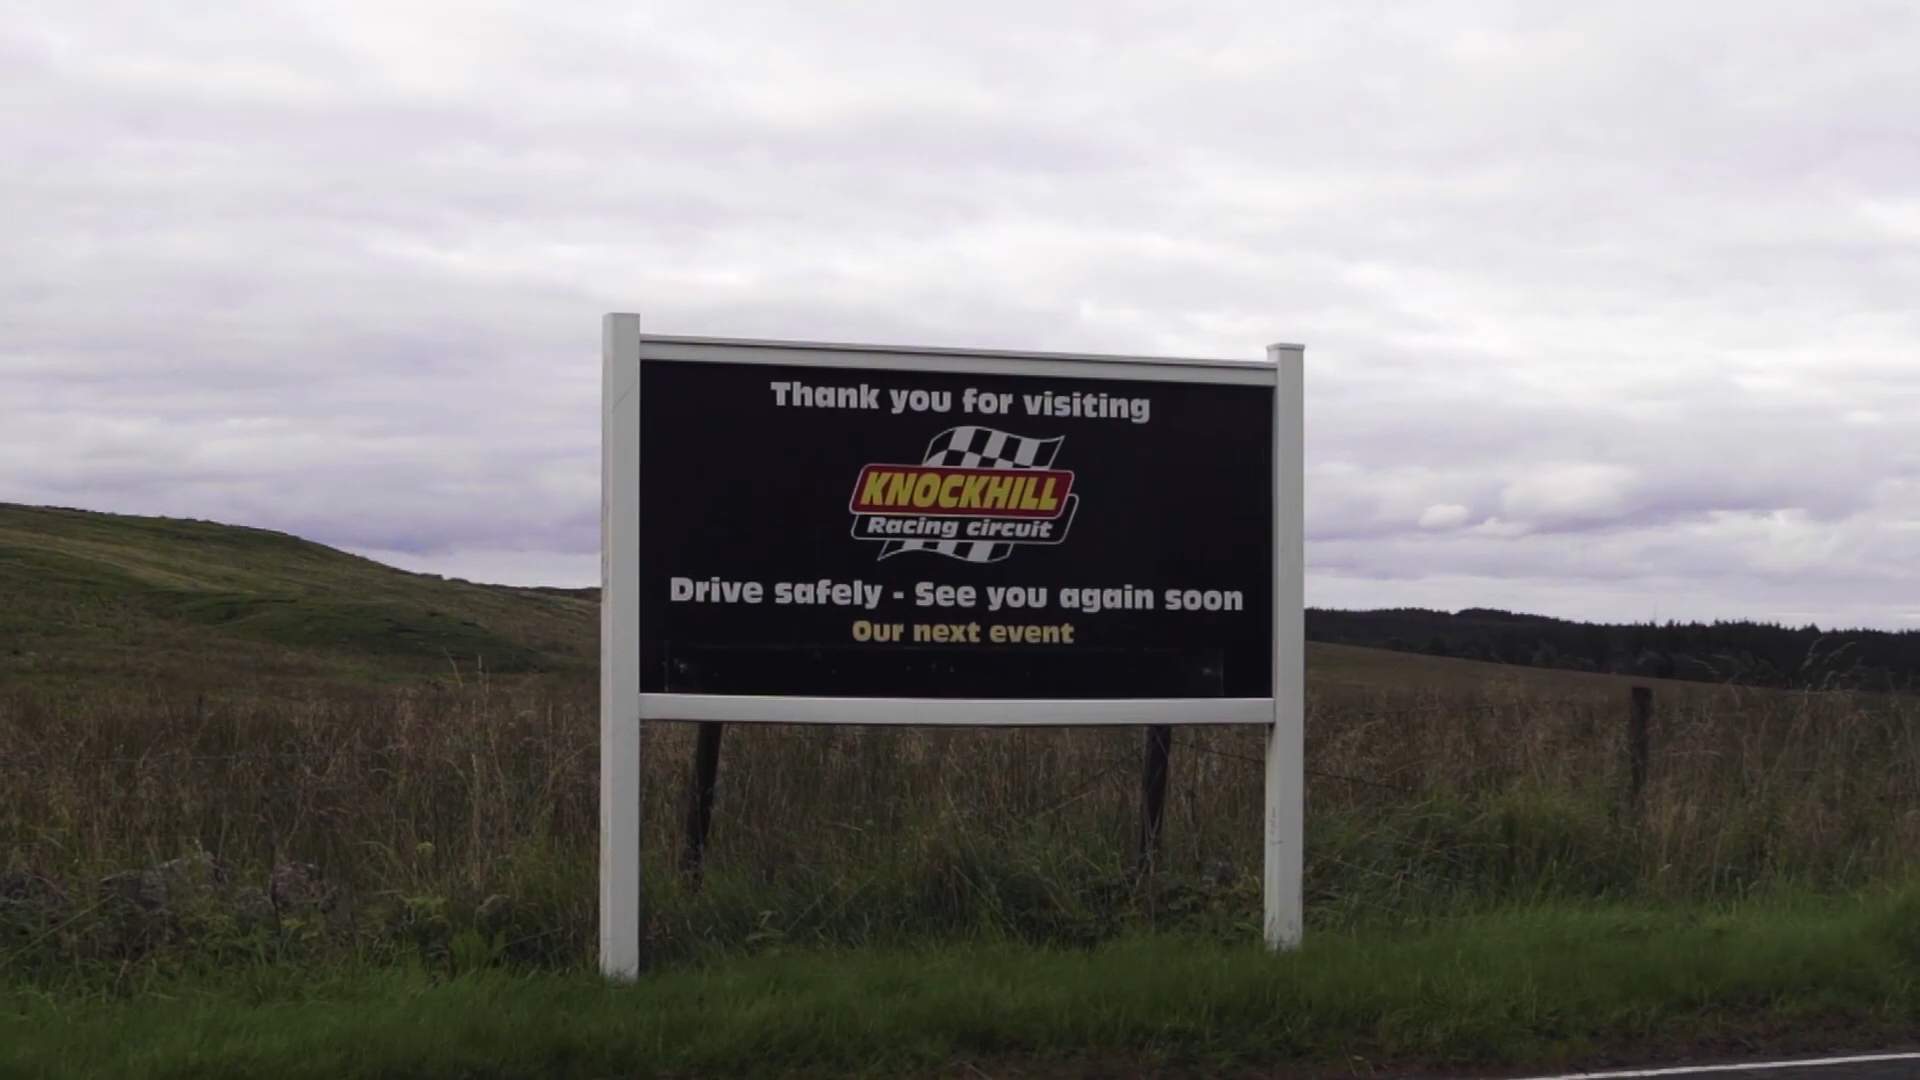 Thank you for visiting
KNOCKHILL
Racing circuit
Drive safely - See you again soon
Our next event